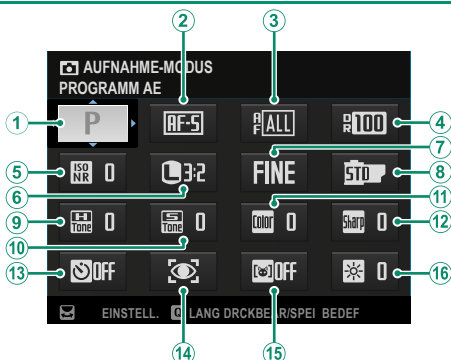 2 3
AUFNAHME-MODUS
PROGRAMM AE
1 P AF-S AF ALL DR 100 4
7
5 ISO NR 0 L 3:2 FINE STD 8
6 11
9 H Tone 0 S Tone 0 Color 0 Sharp 0 12
10
13 OFF OFF 0 16
EINSTELL. Q LANG DRCKBEAR/SPEI BEDEF
14 15